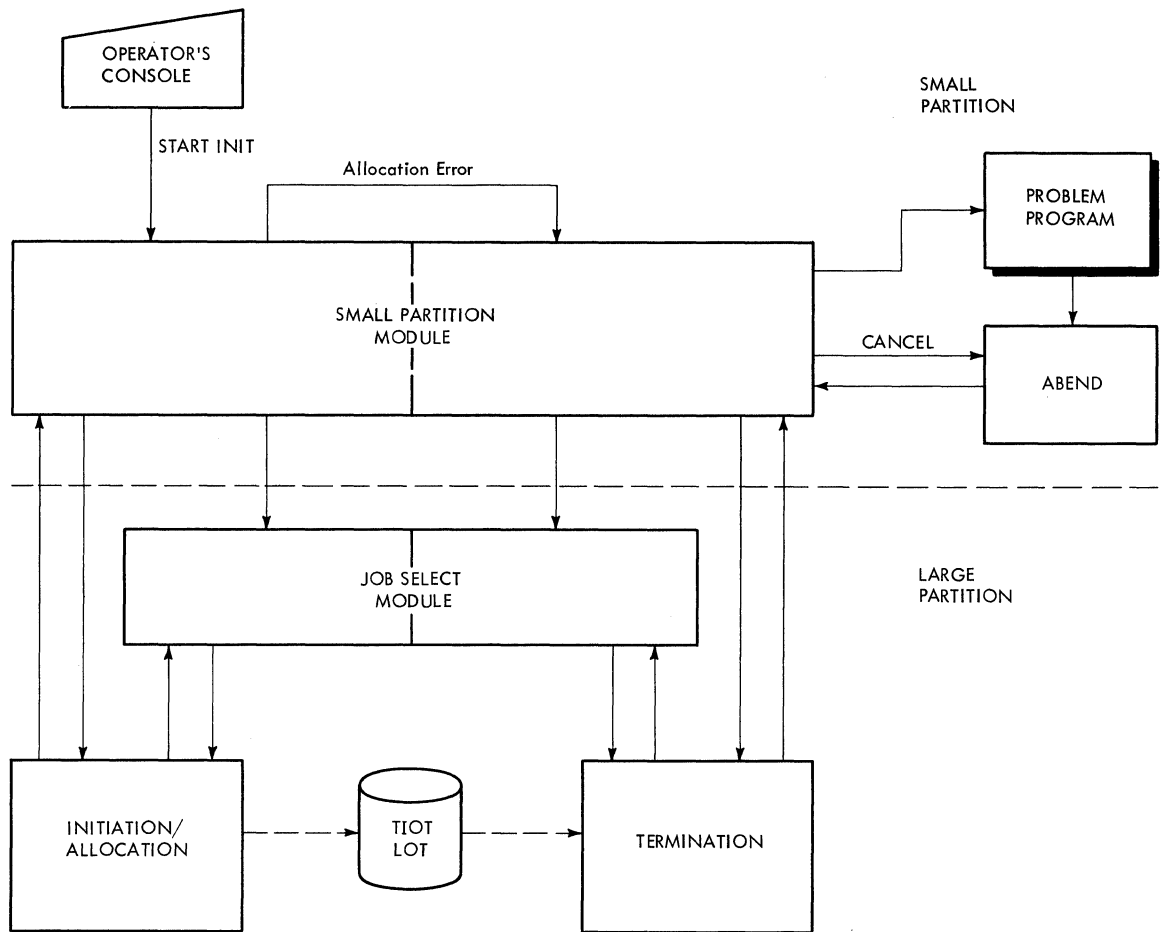 OPERATOR'S
CONSOLE
START INIT
Allocation Error
SMALL
PARTITION
PROBLEM
PROGRAM
SMALL PARTITION
MODULE
CANCEL
ABEND
JOB SELECT
MODULE
LARGE
PARTITION
INITIATION/
ALLOCATION
TIOT
LOT
TERMINATION